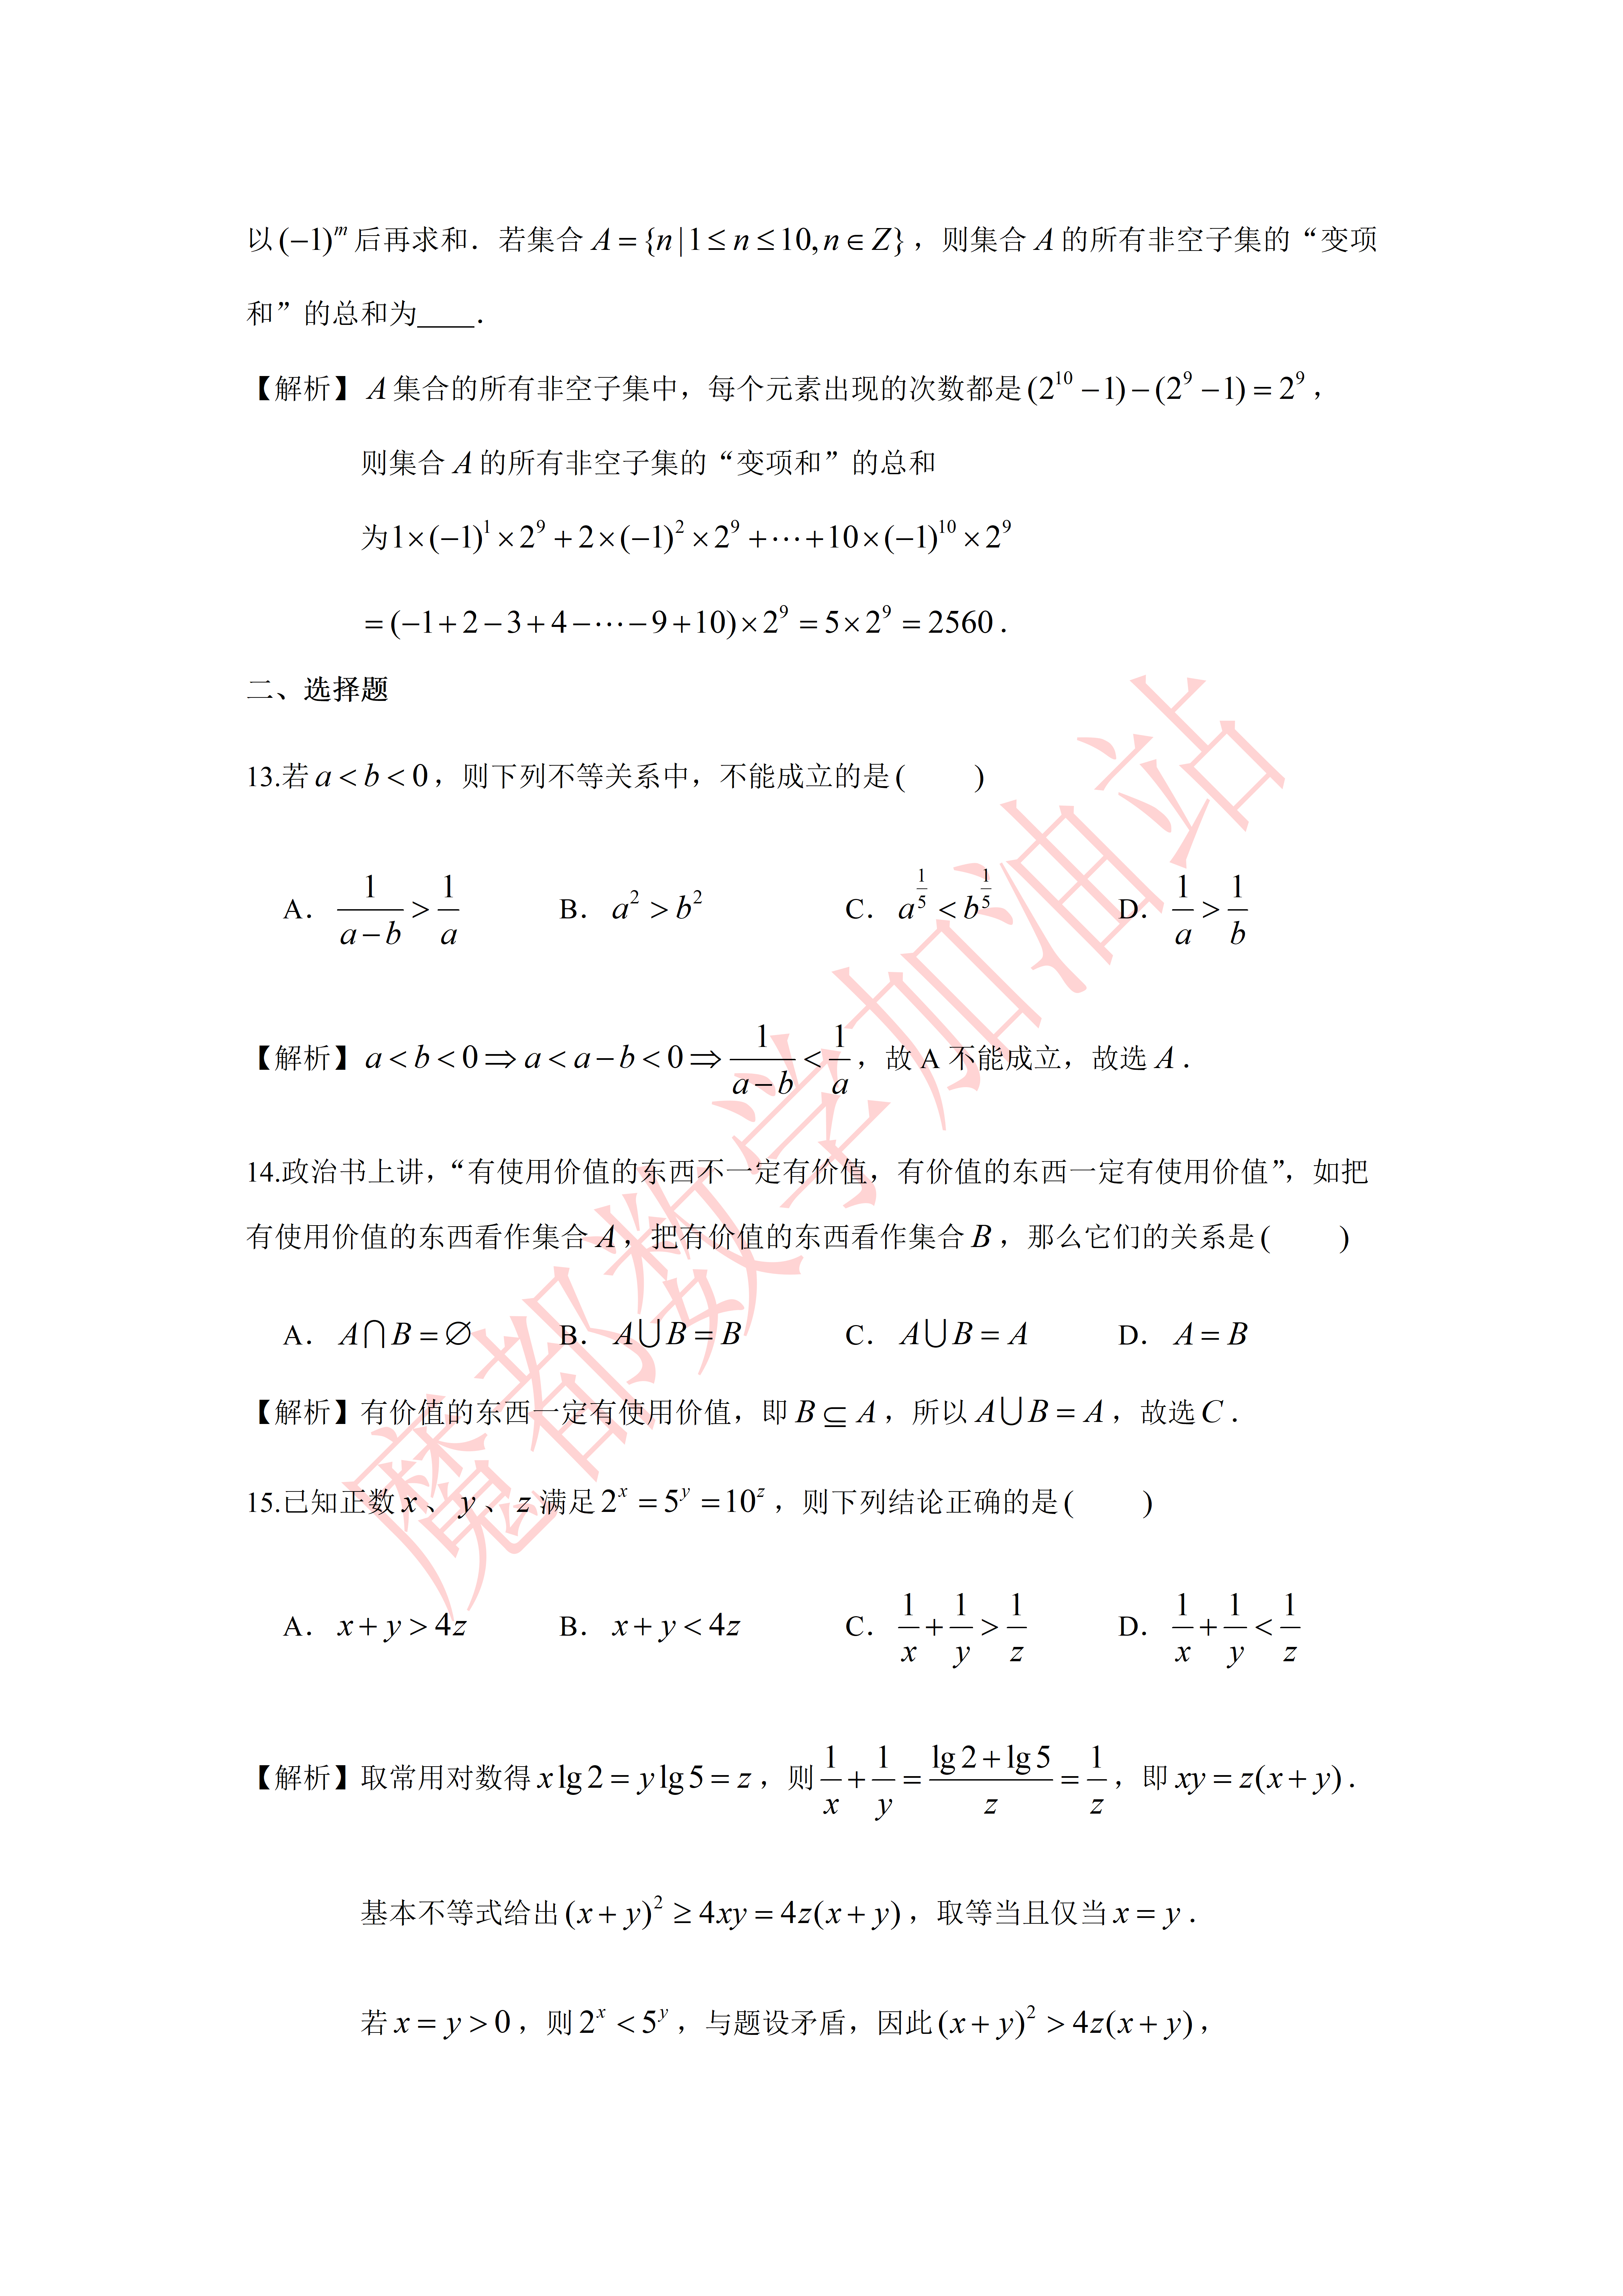 以(−1)^m 后再求和．若集合 A = {n | 1 ≤ n ≤ 10, n ∈ Z}，则集合 A 的所有非空子集的“变项
和”的总和为____．
【解析】A 集合的所有非空子集中，每个元素出现的次数都是(2^10 − 1) − (2^9 − 1) = 2^9，
则集合 A 的所有非空子集的“变项和”的总和
为1×(−1)^1×2^9 + 2×(−1)^2×2^9 + ⋯ + 10×(−1)^10×2^9
= (−1 + 2 − 3 + 4 − ⋯ − 9 + 10)×2^9 = 5×2^9 = 2560．
二、选择题
13.若 a < b < 0，则下列不等关系中，不能成立的是(　　)
A．1/(a−b) > 1/a　B．a^2 > b^2　C．a^(1/5) < b^(1/5)　D．1/a > 1/b
【解析】a < b < 0 ⇒ a < a − b < 0 ⇒ 1/(a−b) < 1/a，故 A 不能成立，故选 A．
14.政治书上讲，“有使用价值的东西不一定有价值，有价值的东西一定有使用价值”，如把
有使用价值的东西看作集合 A，把有价值的东西看作集合 B，那么它们的关系是(　　)
A．A⋂B = ∅　B．A⋃B = B　C．A⋃B = A　D．A = B
【解析】有价值的东西一定有使用价值，即 B ⊆ A，所以 A⋃B = A，故选 C．
15.已知正数 x、y、z 满足 2^x = 5^y = 10^z，则下列结论正确的是(　　)
A．x + y > 4z　B．x + y < 4z　C．1/x + 1/y > 1/z　D．1/x + 1/y < 1/z
【解析】取常用对数得 x lg 2 = y lg 5 = z，则 1/x + 1/y = (lg 2 + lg 5)/z = 1/z，即 xy = z(x + y)．
基本不等式给出 (x + y)^2 ≥ 4xy = 4z(x + y)，取等当且仅当 x = y．
若 x = y > 0，则 2^x < 5^y，与题设矛盾，因此 (x + y)^2 > 4z(x + y)，
魔都数学加油站